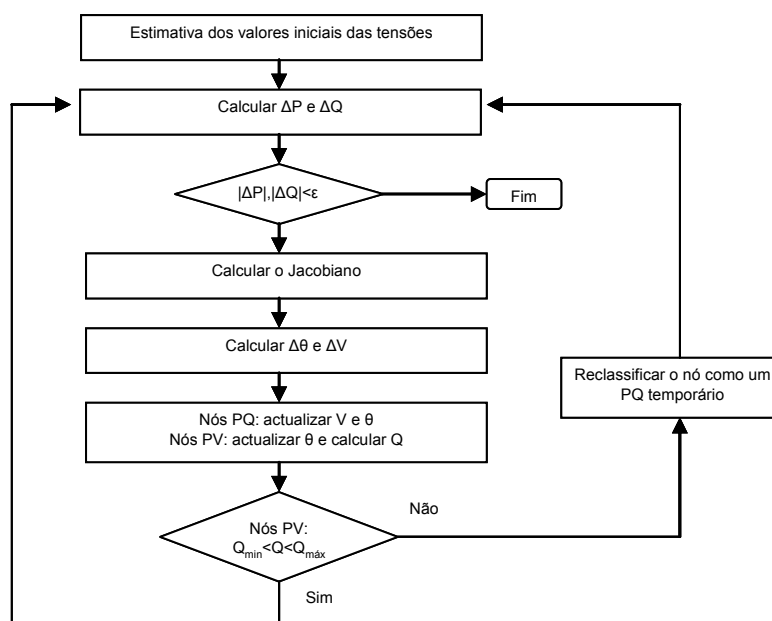 Estimativa dos valores iniciais das tensões
Calcular ΔP e ΔQ
|ΔP|,|ΔQ|<ε
Fim
Calcular o Jacobiano
Calcular Δθ e ΔV
Reclassificar o nó como um
PQ temporário
Nós PQ: actualizar V e θ
Nós PV: actualizar θ e calcular Q
Não
Nós PV:
Qmin<Q<Qmáx
Sim